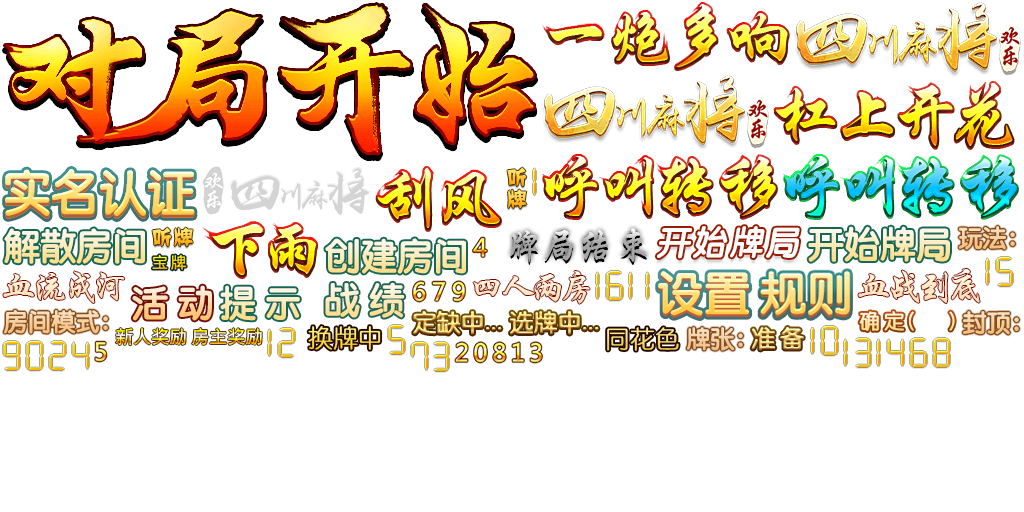 对局开始
一炮多响
四川麻将 欢乐
四川麻将 欢乐
杠上开花
实名认证
欢乐 四川麻将
刮风
听牌
1
呼叫转移
呼叫转移
解散房间
听牌
宝牌
下雨
创建房间
4
牌局结束
开始牌局
开始牌局
玩法:
15
血流成河
活动
提示
战绩
679
四人两房
1611
设置
规则
血战到底
房间模式:
新人奖励
房主奖励
12
换牌中
5
定缺中...
选牌中...
同花色
牌张:
准备
10
确定( )
封顶:
9024
5
73
20813
131468